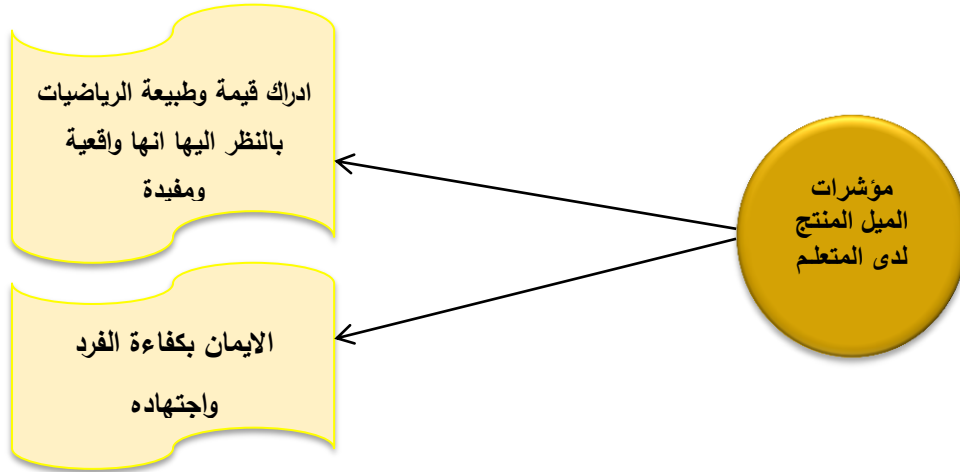 مؤشرات
الميل المنتج
لدى المتعلم
ادراك قيمة وطبيعة الرياضيات
بالنظر اليها انها واقعية
ومفيدة
الايمان بكفاءة الفرد
واجتهاده